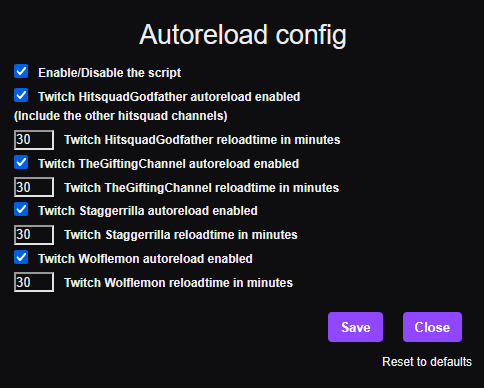 Autoreload config
Enable/Disable the script
Twitch HitsquadGodfather autoreload enabled
(Include the other hitsquad channels)
30 Twitch HitsquadGodfather reloadtime in minutes
Twitch TheGiftingChannel autoreload enabled
30 Twitch TheGiftingChannel reloadtime in minutes
Twitch Staggerrilla autoreload enabled
30 Twitch Staggerrilla reloadtime in minutes
Twitch Wolflemon autoreload enabled
30 Twitch Wolflemon reloadtime in minutes
Save Close
Reset to defaults